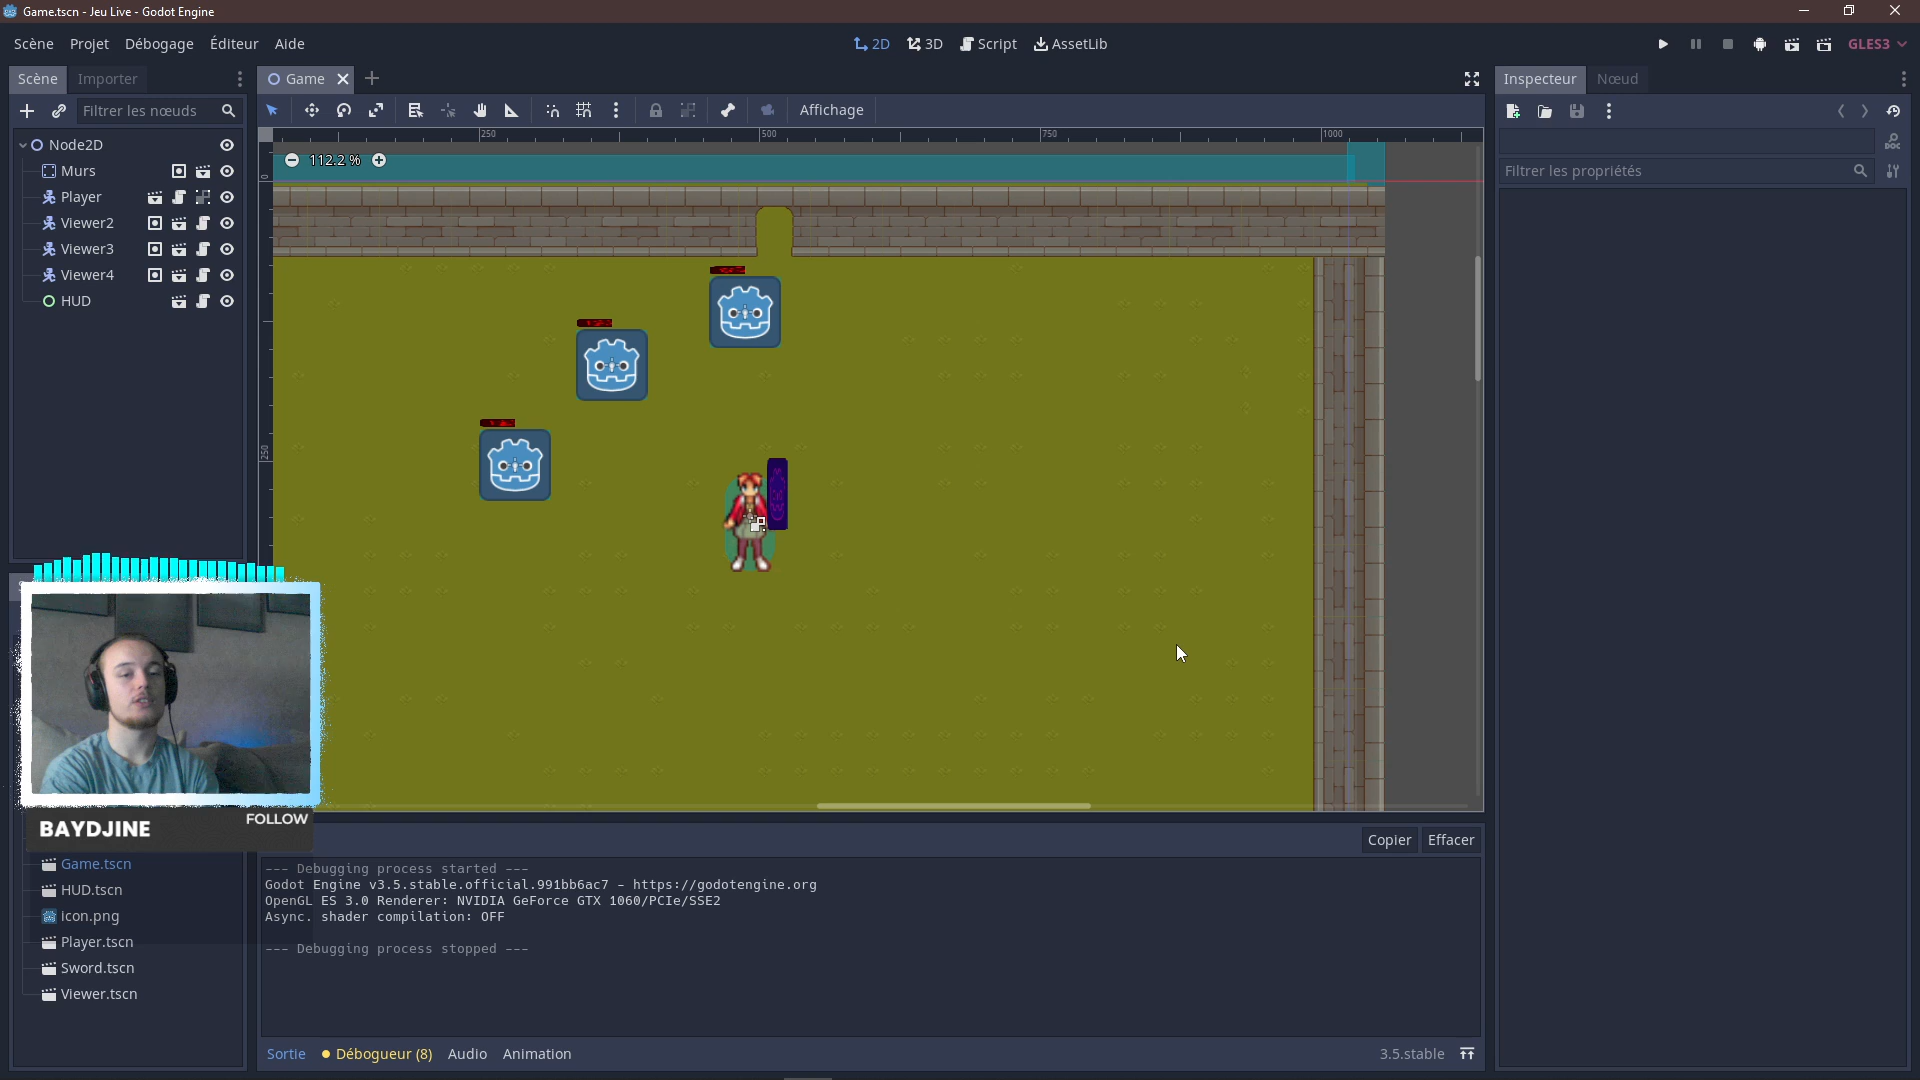 Game.tscn - Jeu Live - Godot Engine
Scène Projet Débogage Éditeur Aide
2D 3D Script AssetLib
GLES3
Scène Importer
Game
Inspecteur Nœud
Filtrer les nœuds
Affichage
Node2D
Murs
Player
Viewer2
Viewer3
Viewer4
HUD
250 500 750 1000
112.2 %
0
250
Filtrer les propriétés
BAYDJINE
FOLLOW
Game.tscn
HUD.tscn
icon.png
Player.tscn
Sword.tscn
Viewer.tscn
Copier Effacer
--- Debugging process started ---
Godot Engine v3.5.stable.official.991bb6ac7 - https://godotengine.org
OpenGL ES 3.0 Renderer: NVIDIA GeForce GTX 1060/PCIe/SSE2
Async. shader compilation: OFF
--- Debugging process stopped ---
Sortie Débogueur (8) Audio Animation
3.5.stable